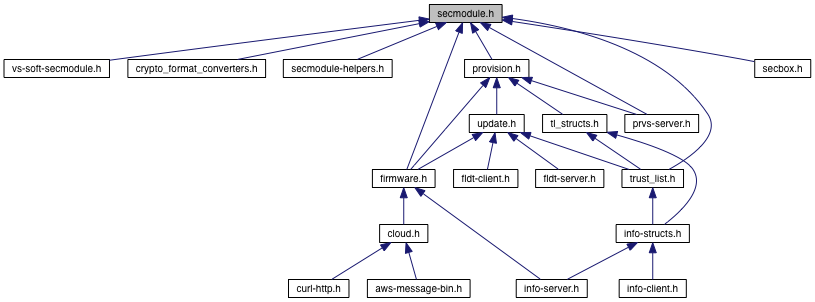 secmodule.h
vs-soft-secmodule.h
crypto_format_converters.h
secmodule-helpers.h
provision.h
secbox.h
update.h
tl_structs.h
prvs-server.h
firmware.h
fldt-client.h
fldt-server.h
trust_list.h
cloud.h
info-structs.h
curl-http.h
aws-message-bin.h
info-server.h
info-client.h